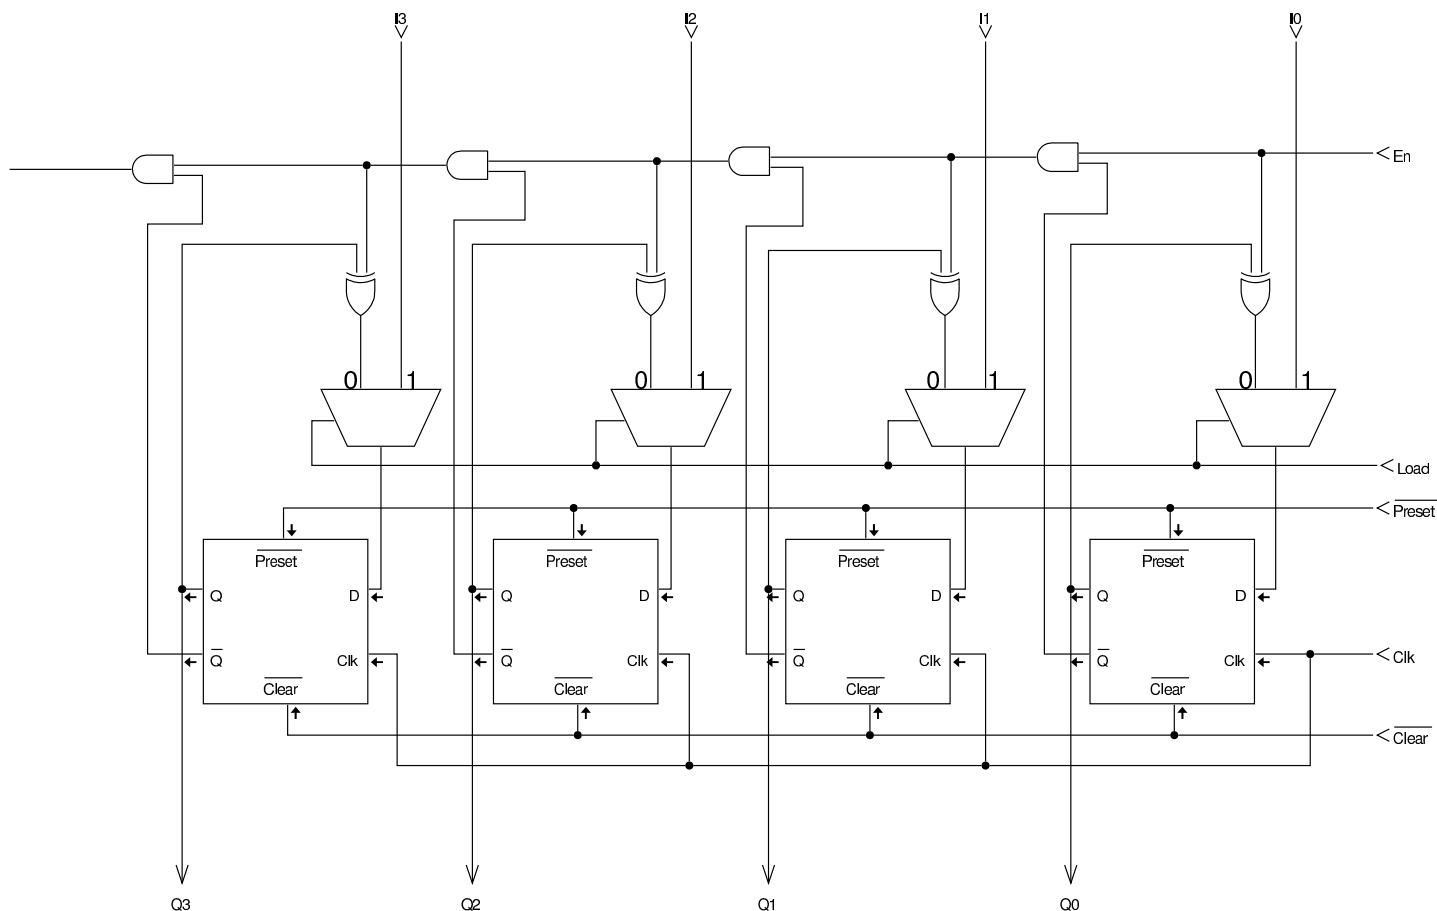 I3 I2 I1 I0
En
0 1 0 1 0 1 0 1
Load
Preset
Preset Preset Preset Preset
Q D Q D Q D Q D
Q Clk Q Clk Q Clk Q Clk
Clk
Clear Clear Clear Clear
Clear
Q3 Q2 Q1 Q0